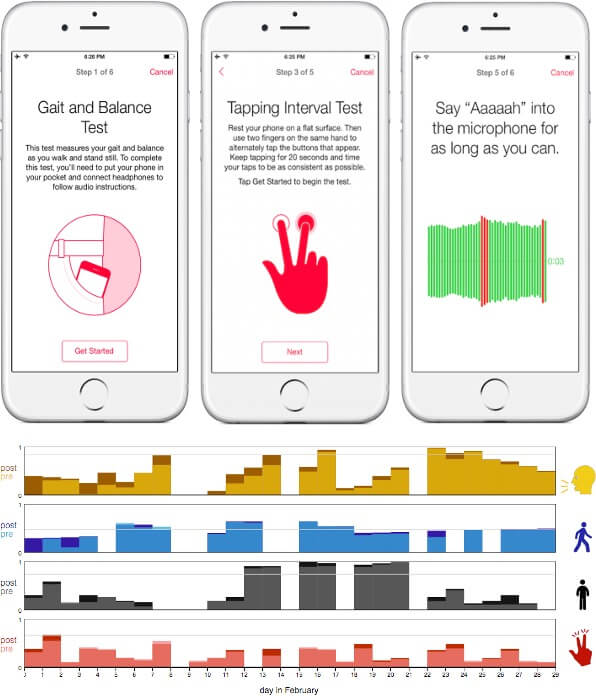 6:26 PM
Step 1 of 6 Cancel
Gait and Balance
Test
This test measures your gait and balance
as you walk and stand still. To complete
this test, you'll need to put your phone in
your pocket and connect headphones to
follow audio instructions.
Get Started
6:25 PM
Step 3 of 5 Cancel
Tapping Interval Test
Rest your phone on a flat surface. Then
use two fingers on the same hand to
alternately tap the buttons that appear.
Keep tapping for 20 seconds and time
your taps to be as consistent as possible.
Tap Get Started to begin the test.
Next
6:25 PM
Step 5 of 6 Cancel
Say “Aaaaah” into
the microphone for
as long as you can.
0:03
1
post
pre
0
1
post
pre
0
1
post
pre
0
1
post
pre
0
1 2 3 4 5 6 7 8 9 10 11 12 13 14 15 16 17 18 19 20 21 22 23 24 25 26 27 28 29
day in February